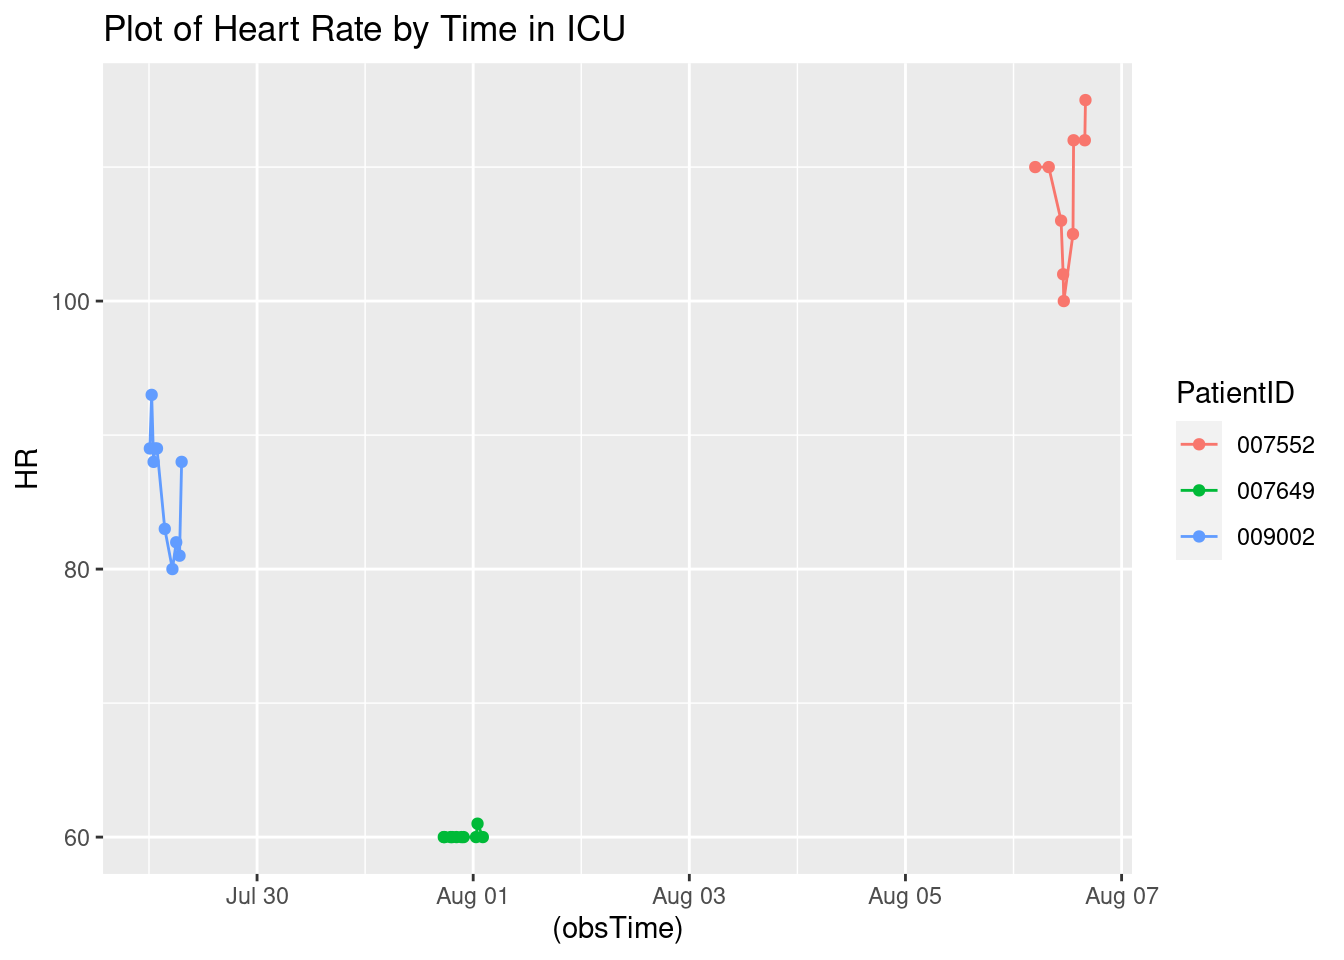 Plot of Heart Rate by Time in ICU
100
80
60
HR
Jul 30
Aug 01
Aug 03
Aug 05
Aug 07
(obsTime)
PatientID
007552
007649
009002